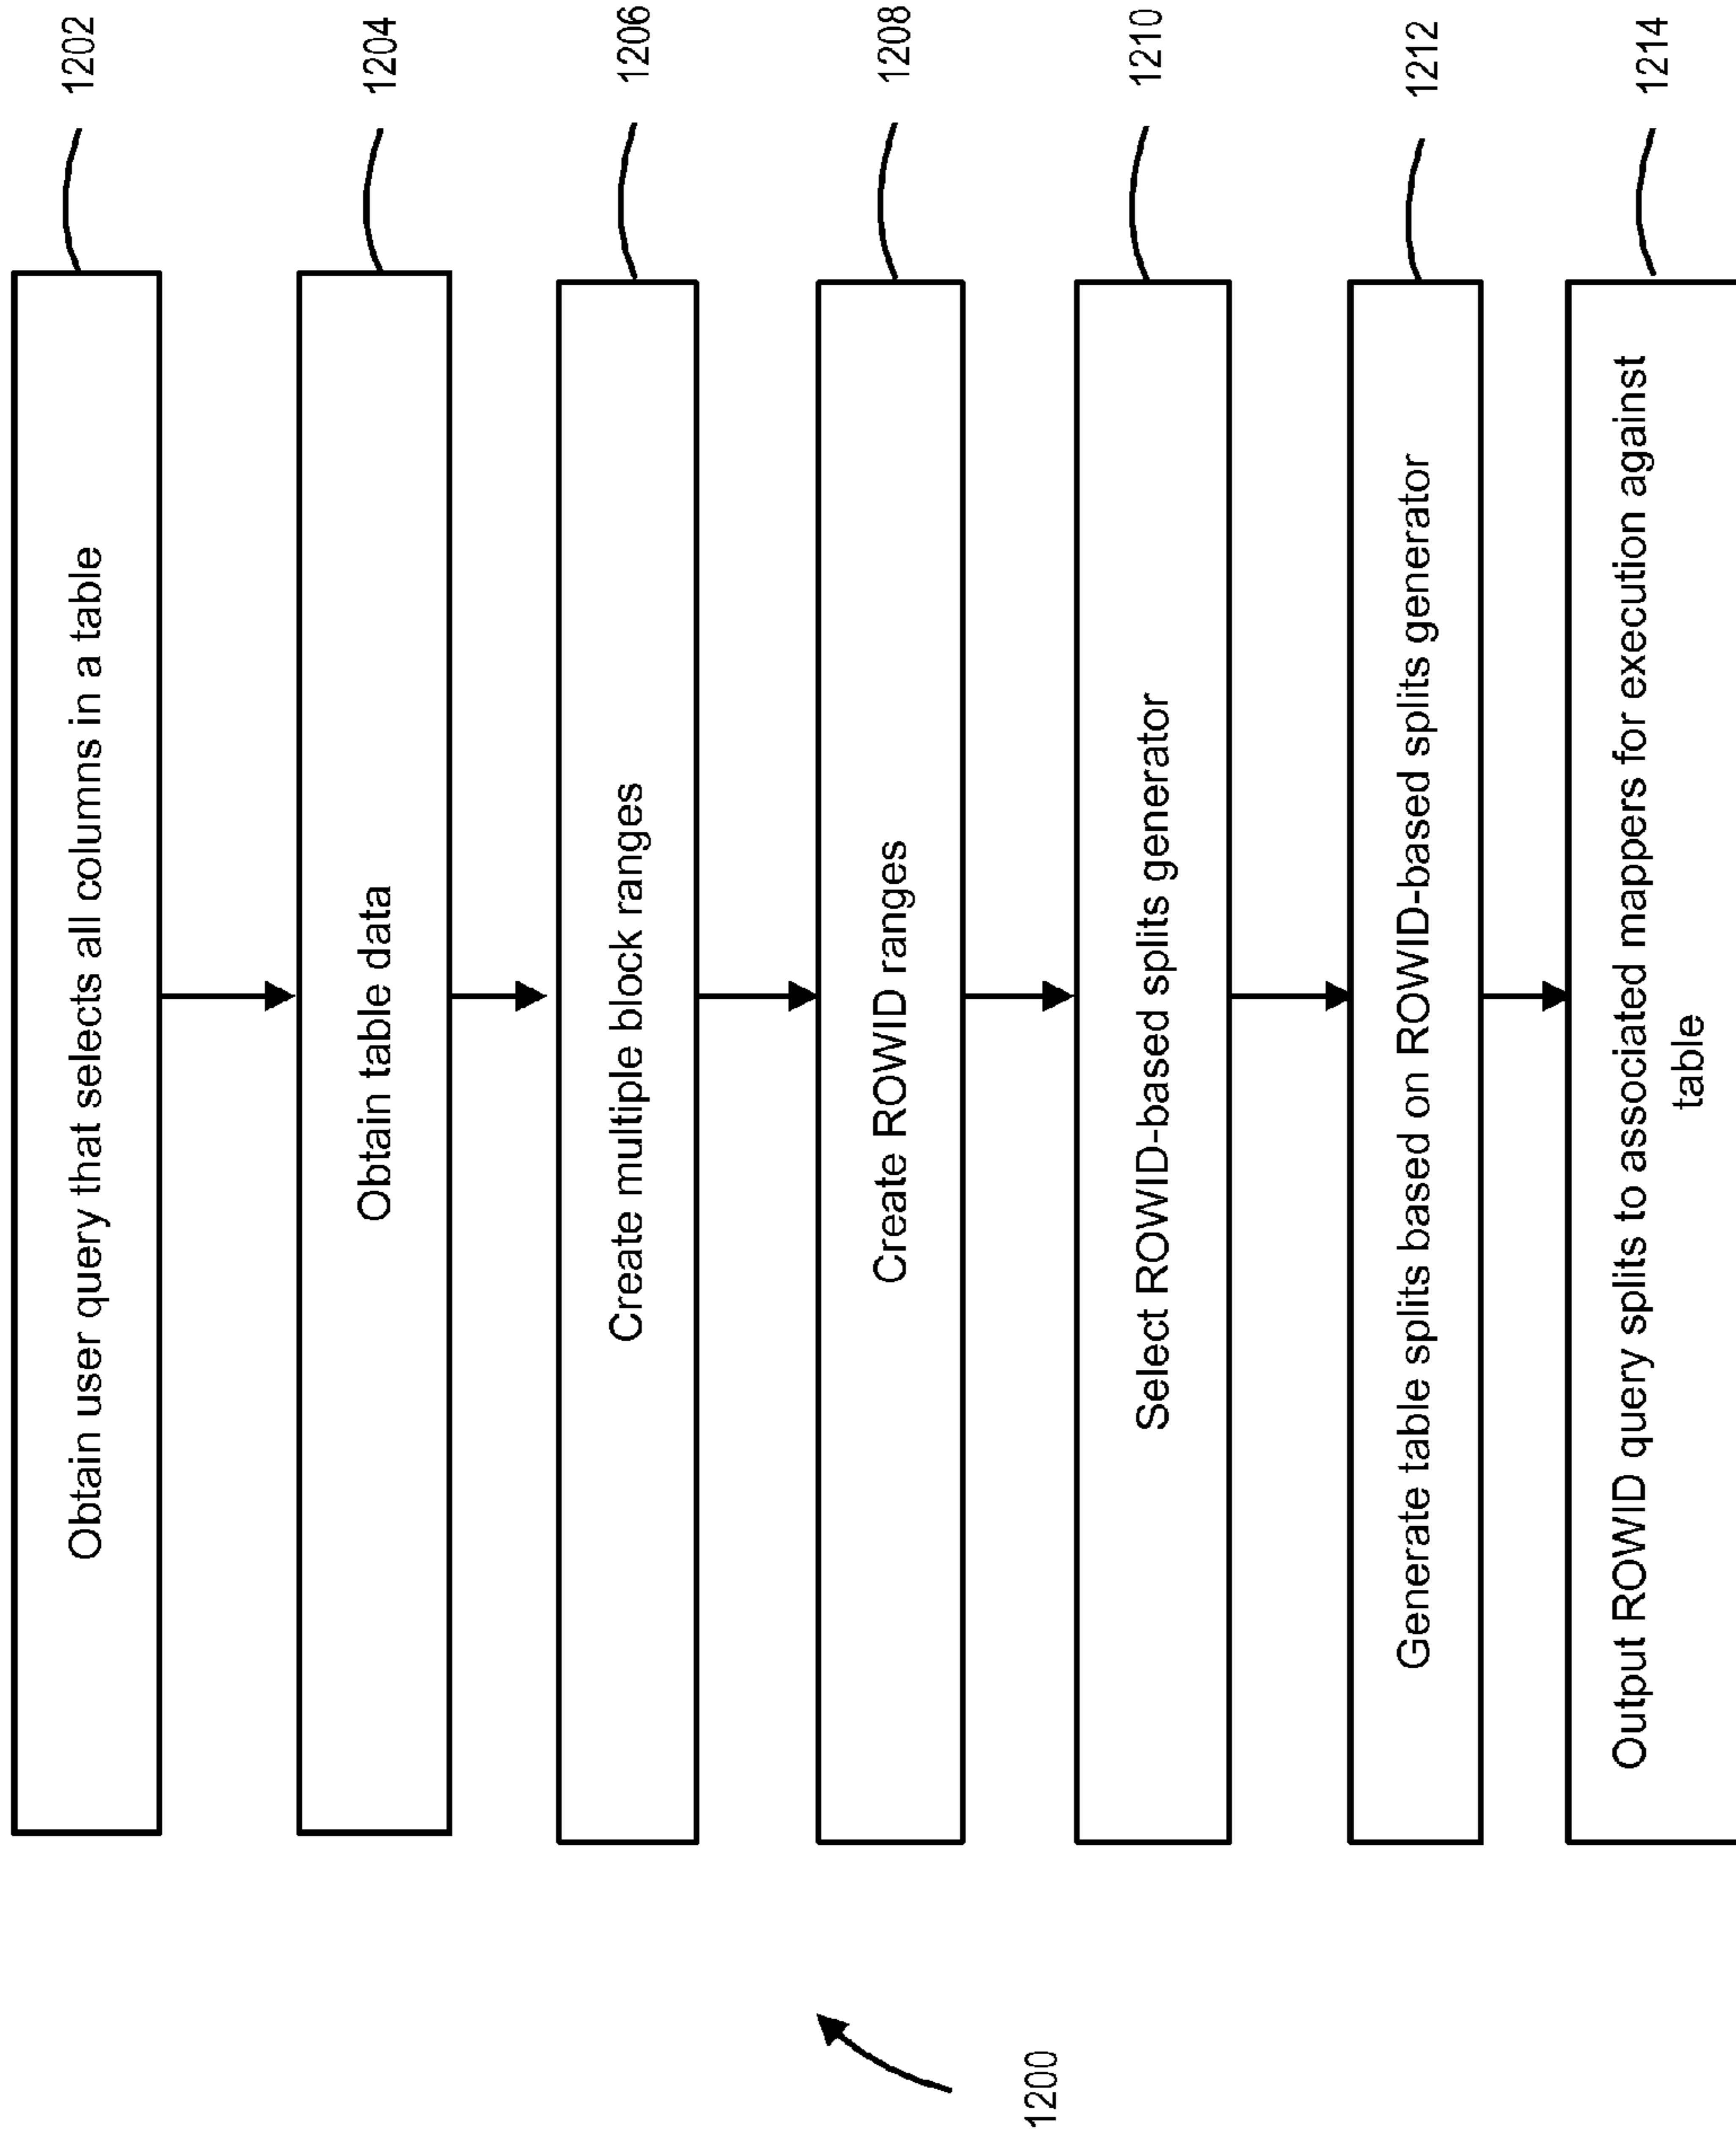 Obtain user query that selects all columns in a table
1202
Obtain table data
1204
Create multiple block ranges
1206
Create ROWID ranges
1208
Select ROWID-based splits generator
1210
Generate table splits based on ROWID-based splits generator
1212
Output ROWID query splits to associated mappers for execution against
table
1214
1200